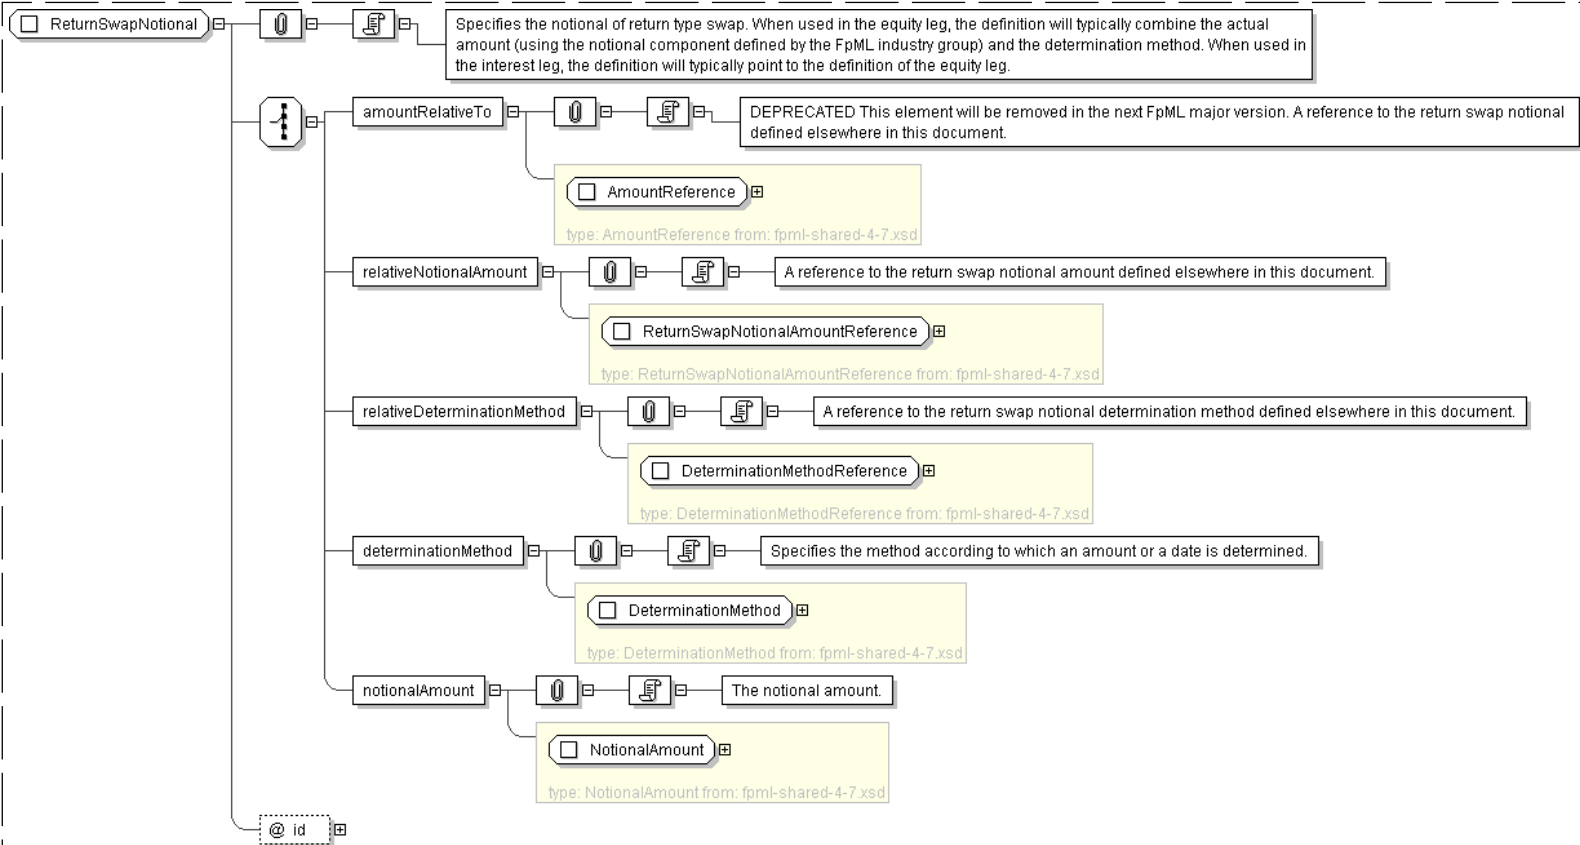 ReturnSwapNotional
Specifies the notional of return type swap. When used in the equity leg, the definition will typically combine the actual
amount (using the notional component defined by the FpML industry group) and the determination method. When used in
the interest leg, the definition will typically point to the definition of the equity leg.
amountRelativeTo
DEPRECATED This element will be removed in the next FpML major version. A reference to the return swap notional
defined elsewhere in this document.
AmountReference
type: AmountReference from: fpml-shared-4-7.xsd
relativeNotionalAmount
A reference to the return swap notional amount defined elsewhere in this document.
ReturnSwapNotionalAmountReference
type: ReturnSwapNotionalAmountReference from: fpml-shared-4-7.xsd
relativeDeterminationMethod
A reference to the return swap notional determination method defined elsewhere in this document.
DeterminationMethodReference
type: DeterminationMethodReference from: fpml-shared-4-7.xsd
determinationMethod
Specifies the method according to which an amount or a date is determined.
DeterminationMethod
type: DeterminationMethod from: fpml-shared-4-7.xsd
notionalAmount
The notional amount.
NotionalAmount
type: NotionalAmount from: fpml-shared-4-7.xsd
@ id